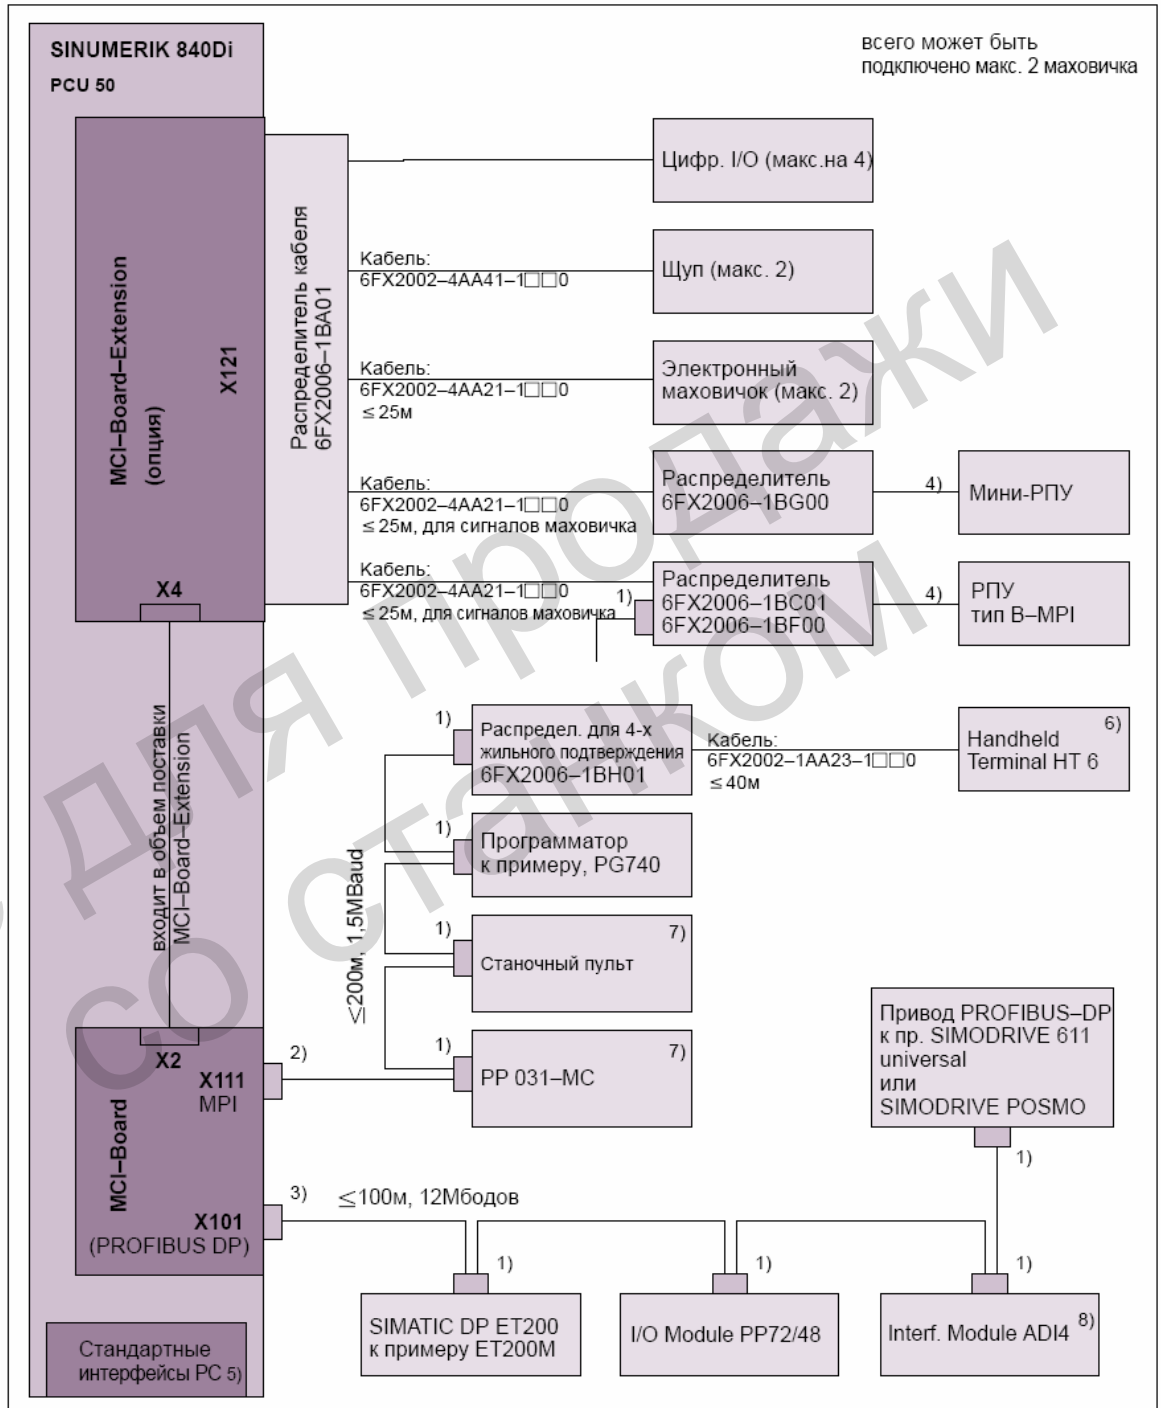 SINUMERIK 840Di
PCU 50
всего может быть
подключено макс. 2 маховичка
MCI–Board–Extension
(опция)
X121
X4
Распределитель кабеля
6FX2006–1BA01
Цифр. I/O (макс.на 4)
Кабель:
6FX2002–4AA41–1□□0
Щуп (макс. 2)
Кабель:
6FX2002–4AA21–1□□0
≤ 25м
Электронный
маховичок (макс. 2)
Кабель:
6FX2002–4AA21–1□□0
≤ 25м, для сигналов маховичка
Распределитель
6FX2006–1BG00
4)
Мини-РПУ
Кабель:
6FX2002–4AA21–1□□0
≤ 25м, для сигналов маховичка
1)
Распределитель
6FX2006–1BC01
6FX2006–1BF00
4)
РПУ
тип B–MPI
входит в объем поставки
MCI–Board–Extension
1)
Распредел. для 4-х
жильного подтверждения
6FX2006–1BH01
Кабель:
6FX2002–1AA23–1□□0
≤ 40м
6)
Handheld
Terminal HT 6
1)
Программатор
к примеру, PG740
≤200м, 1,5MBaud
1)
7)
Станочный пульт
1)
7)
PP 031–MC
X2
2)
X111
MPI
MCI–Board
3)
X101
(PROFIBUS DP)
≤100м, 12Мбодов
Привод PROFIBUS–DP
к пр. SIMODRIVE 611
universal
или
SIMODRIVE POSMO
1)
1)
1)
1)
SIMATIC DP ET200
к примеру ET200M
I/O Module PP72/48
Interf. Module ADI4 8)
Стандартные
интерфейсы PC 5)
для продажи
со станком